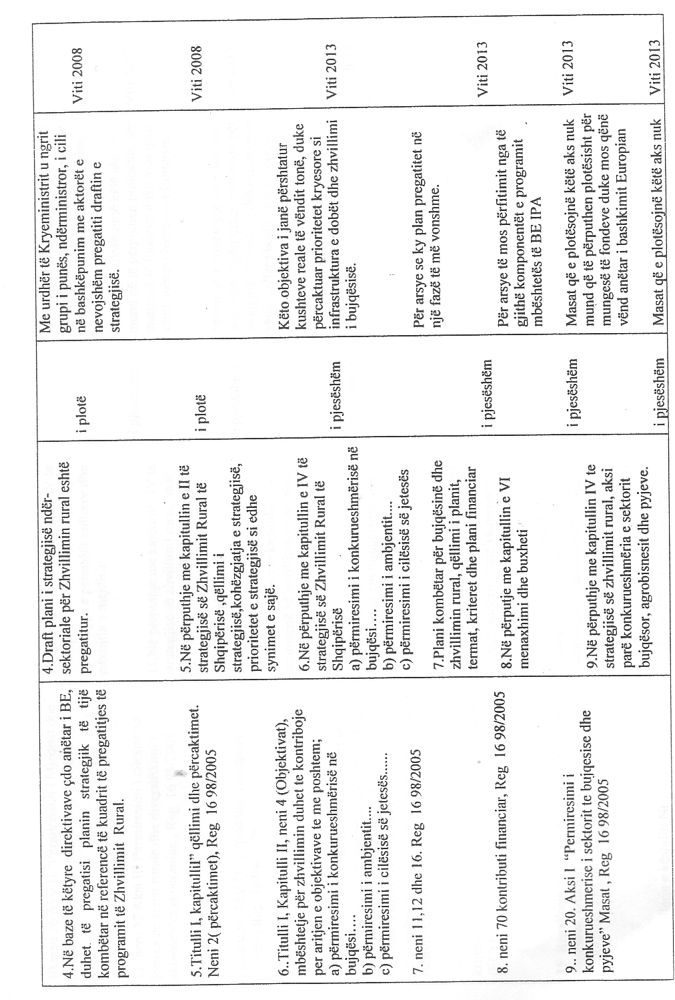 4.Në baze të këtyre direktivave çdo anëtar i BE,
duhet. të pregatisi planin strategjik të tijë
kombëtar në referencë të kuadrit të pregatitjes të
programit të Zhvillimit Rural.
5.Titulli I, kapitulliI” qëllimi dhe përcaktimet.
Neni 2( përcaktimet), Reg 16 98/2005
6..Titulli I, Kapitulli II, neni 4 (Objektivat),
mbështetje për zhvillimin duhet te kontriboje
per aritjen e objektivave te me poshtem;
a) përmiresimi i konkurueshmërisë në
bujqësi....
b) përmiresimi i ambjentit....
c) përmiresimi i cilësisë së jetesës......
7. neni 11,12 dhe 16. Reg 16 98/2005
8. neni 70 kontributi financiar, Reg 16 98/2005
9.. neni 20. Aksi I “Permiresimi i
konkurueshmerise i sektorit te bujqesise dhe
pyjeve” Masat , Reg 16 98/2005
4.Draft plani i strategjisë ndër-
sektoriale për Zhvillimin rural eshtë
pregatitur.
5.Në përputhje me kapitullin e II të
strategjisë së Zhvillimit Rural të
Shqipërisë ,qëllimi i
strategjisë,kohëzgjatja e strategjisë,
prioritetet e strategjisë si edhe
synimet e sajë.
6.Në përputhje me kapitullin e IV të
strategjisë së Zhvillimit Rural të
Shqipërisë
a) përmiresimi i konkurueshmërisë në
bujqësi....
b) përmiresimi i ambjentit....
c) përmiresimi i cilësisë së jetesës
7.Plani kombëtar për bujqësinë dhe
zhvillimin rural, qëllimi i planit,
termat, kriteret dhe plani financiar
8.Në përputje me kapitullin e VI
menaxhimi dhe buxheti
9.Në përputhje me kapitullin IV te
strategjisë së zhvillimit rural, aksi
parë konkurueshmëria e sektorit
bujqësor, agrobisnesit dhe pyjeve.
i plotë
i plotë
i pjesëshëm
i pjesëshëm
i pjesëshëm
i pjesëshëm
Me urdhër të Kryeministrit u ngrit
grupi i punës, ndërministror, i cili
në bashkëpunim me aktorët e
nevojshëm pregatiti draftin e
strategjisë.
Këto objektiva i janë përshtatur
kushteve reale të vëndit tonë, duke
përcaktuar prioritetet kryesore si
infrastruktura e dobët dhe zhvillimi
i bujqësisë.
Për arsye se ky plan pregatitet në
një fazë të më vonshme.
Për arsye të mos përfitimit nga të
gjithë komponentët e programit
mbështetës të BE IPA
Masat që e plotësojnë këtë aks nuk
mund që të përputhen plotësisht për
mungesë të fondeve duke mos qënë
vënd anëtar i bashkimit Europian
Masat që e plotësojnë këtë aks nuk
Viti 2008
Viti 2008
Viti 2013
Viti 2013
Viti 2013
Viti 2013